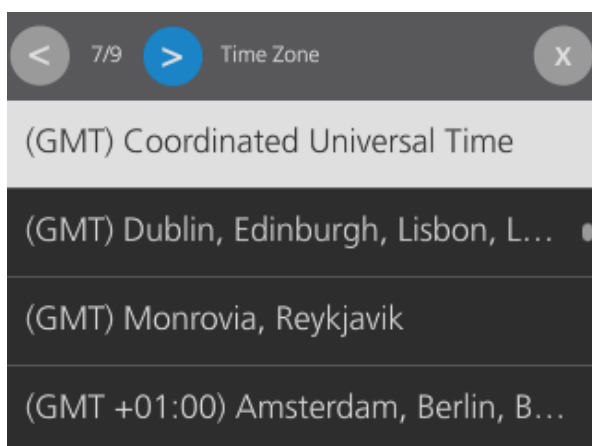 < 7/9 > Time Zone X
(GMT) Coordinated Universal Time
(GMT) Dublin, Edinburgh, Lisbon, L...
(GMT) Monrovia, Reykjavik
(GMT +01:00) Amsterdam, Berlin, B...